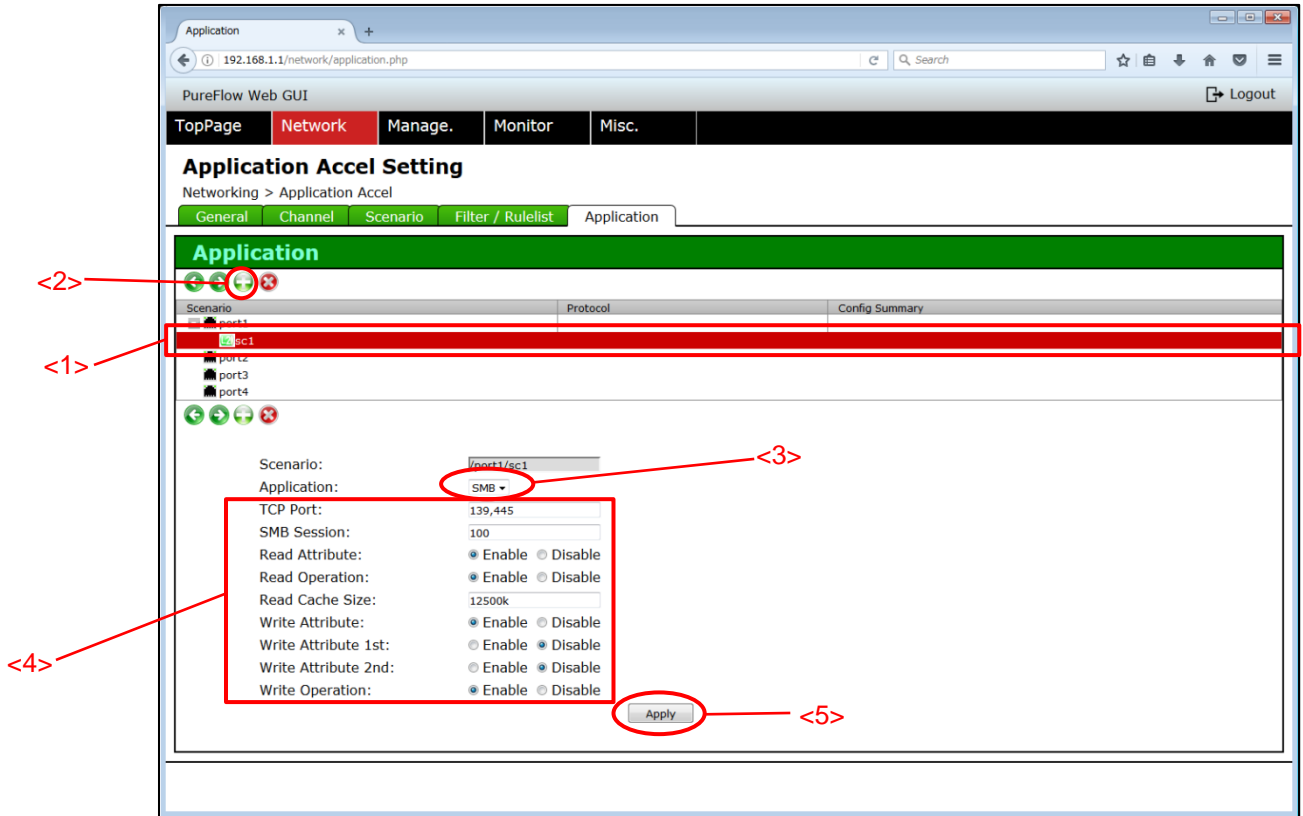 Application
192.168.1.1/network/application.php
Search
PureFlow Web GUI
Logout
TopPage Network Manage. Monitor Misc.
Application Accel Setting
Networking > Application Accel
General Channel Scenario Filter / Rulelist Application
Application
<2>
Scenario Protocol Config Summary
port1
sc1
<1>
port2
port3
port4
Scenario: /port1/sc1
<3>
Application: SMB
TCP Port: 139,445
SMB Session: 100
Read Attribute: Enable Disable
Read Operation: Enable Disable
Read Cache Size: 12500k
Write Attribute: Enable Disable
Write Attribute 1st: Enable Disable
<4>
Write Attribute 2nd: Enable Disable
Write Operation: Enable Disable
Apply
<5>